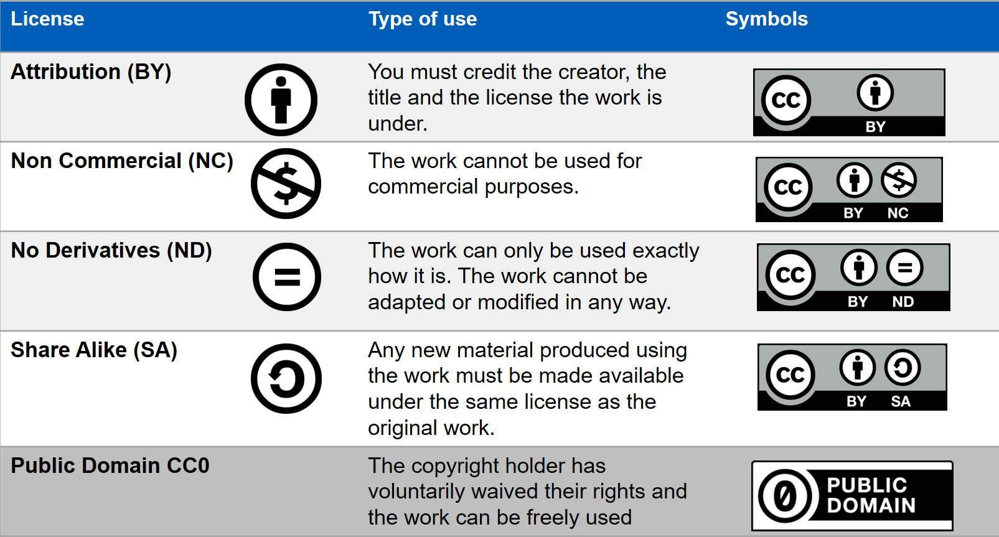 License Type of use Symbols
Attribution (BY)
You must credit the creator, the
title and the license the work is
under.
CC
BY
Non Commercial (NC)
$
The work cannot be used for
commercial purposes.
CC $
BY NC
No Derivatives (ND)
=
The work can only be used exactly
how it is. The work cannot be
adapted or modified in any way.
CC =
BY ND
Share Alike (SA)
Any new material produced using
the work must be made available
under the same license as the
original work.
CC
BY SA
Public Domain CC0
The copyright holder has
voluntarily waived their rights and
the work can be freely used
0 PUBLIC
DOMAIN